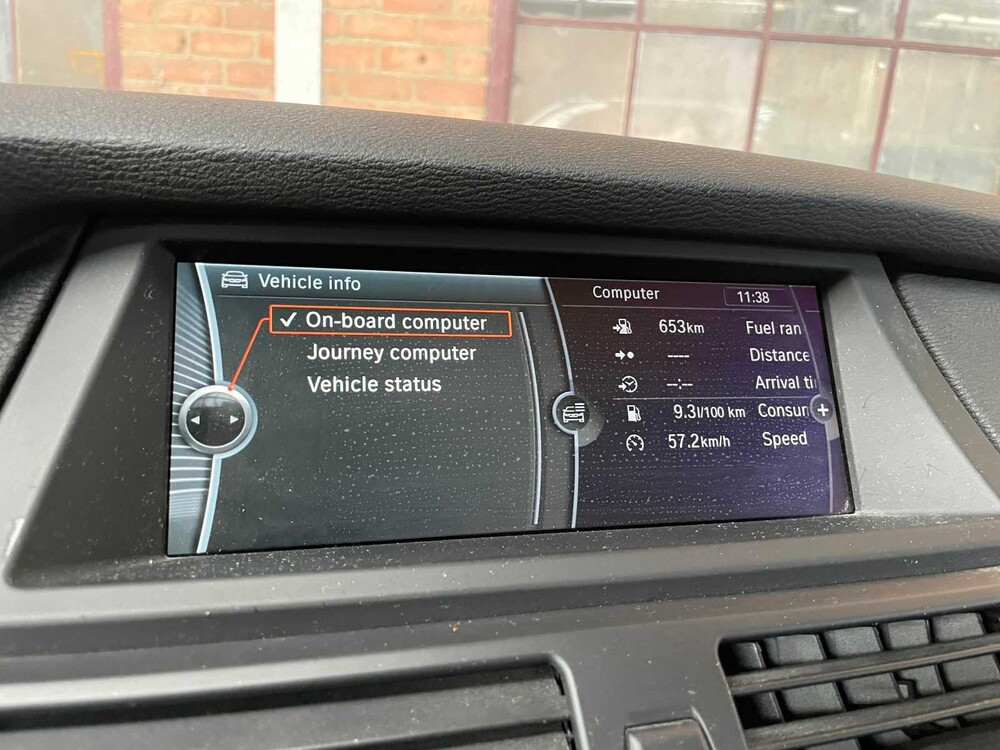 Vehicle info
✓ On-board computer
Journey computer
Vehicle status
Computer 11:38
653km Fuel ran
---- Distance
--:-- Arrival ti
9.3l/100 km Consur
57.2km/h Speed